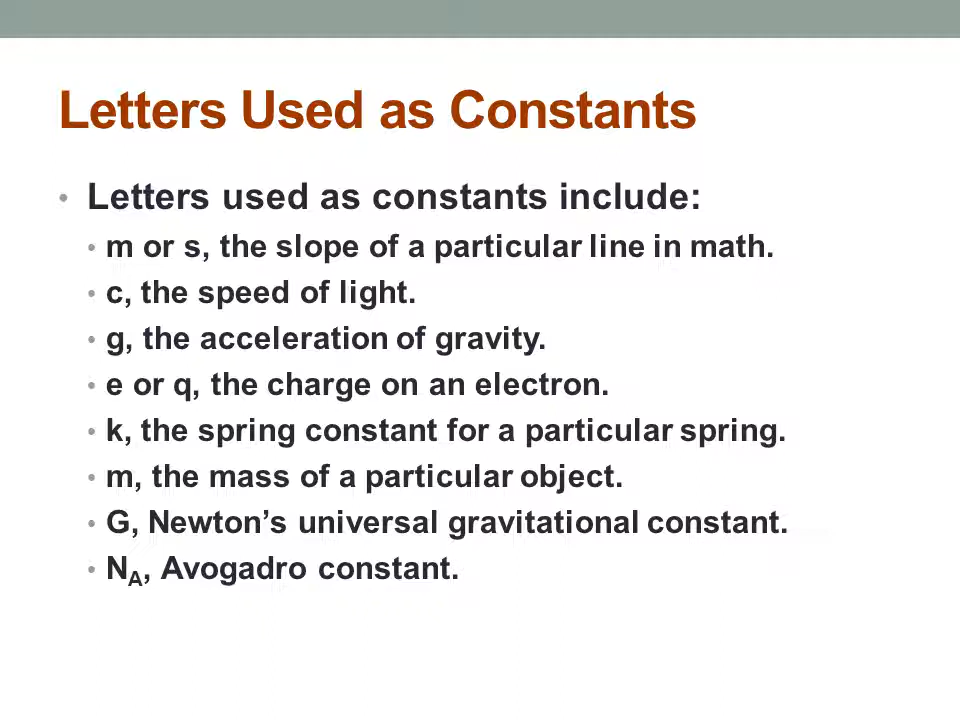 Letters Used as Constants
• Letters used as constants include:
• m or s, the slope of a particular line in math.
• c, the speed of light.
• g, the acceleration of gravity.
• e or q, the charge on an electron.
• k, the spring constant for a particular spring.
• m, the mass of a particular object.
• G, Newton’s universal gravitational constant.
• N_A, Avogadro constant.